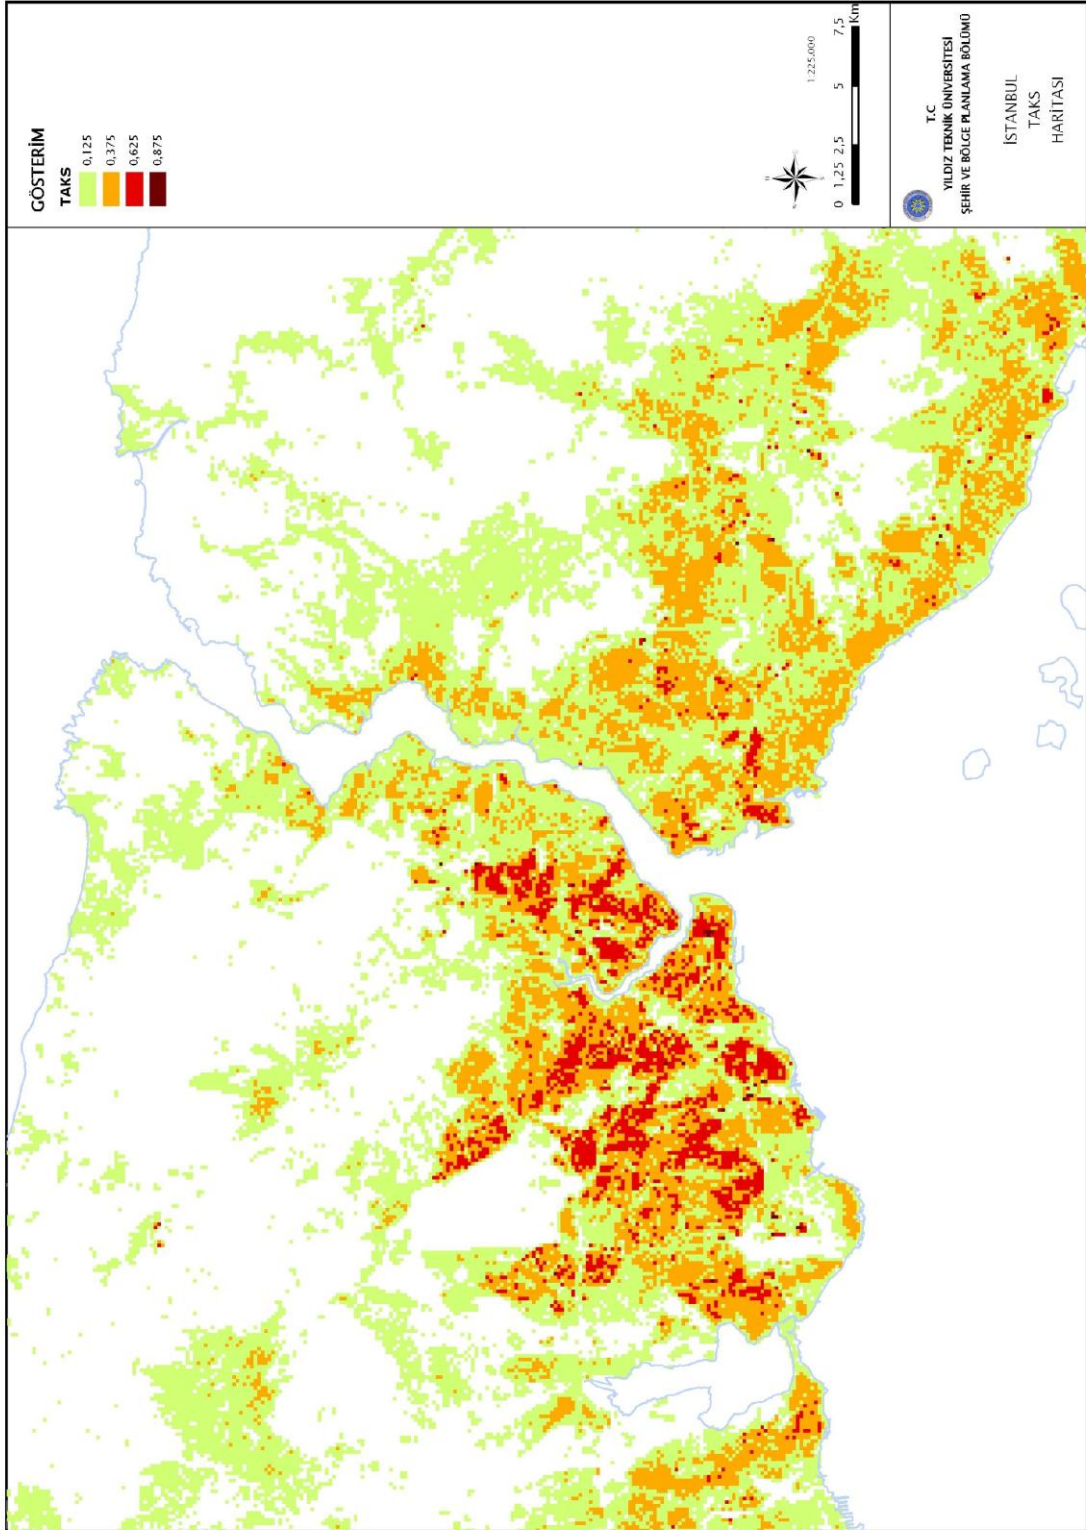 GÖSTERİM
TAKS
0,125
0,375
0,625
0,875
1:225.000
0 1,25 2,5 5 7,5
Km
T.C
YILDIZ TEKNİK ÜNİVERSİTESİ
ŞEHİR VE BÖLGE PLANLAMA BÖLÜMÜ
İSTANBUL
TAKS
HARİTASI